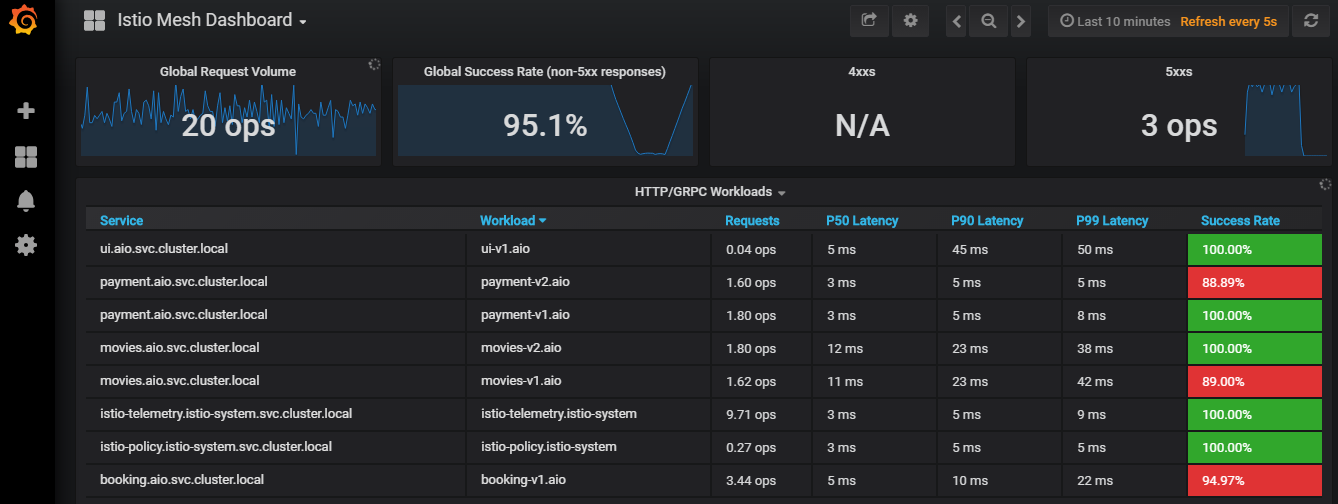 Istio Mesh Dashboard
Last 10 minutes Refresh every 5s
Global Request Volume
20 ops
Global Success Rate (non-5xx responses)
95.1%
4xxs
N/A
5xxs
3 ops
HTTP/GRPC Workloads
Service Workload Requests P50 Latency P90 Latency P99 Latency Success Rate
ui.aio.svc.cluster.local ui-v1.aio 0.04 ops 5 ms 45 ms 50 ms 100.00%
payment.aio.svc.cluster.local payment-v2.aio 1.60 ops 3 ms 5 ms 5 ms 88.89%
payment.aio.svc.cluster.local payment-v1.aio 1.80 ops 3 ms 5 ms 8 ms 100.00%
movies.aio.svc.cluster.local movies-v2.aio 1.80 ops 12 ms 23 ms 38 ms 100.00%
movies.aio.svc.cluster.local movies-v1.aio 1.62 ops 11 ms 23 ms 42 ms 89.00%
istio-telemetry.istio-system.svc.cluster.local istio-telemetry.istio-system 9.71 ops 3 ms 5 ms 9 ms 100.00%
istio-policy.istio-system.svc.cluster.local istio-policy.istio-system 0.27 ops 3 ms 5 ms 5 ms 100.00%
booking.aio.svc.cluster.local booking-v1.aio 3.44 ops 5 ms 10 ms 22 ms 94.97%